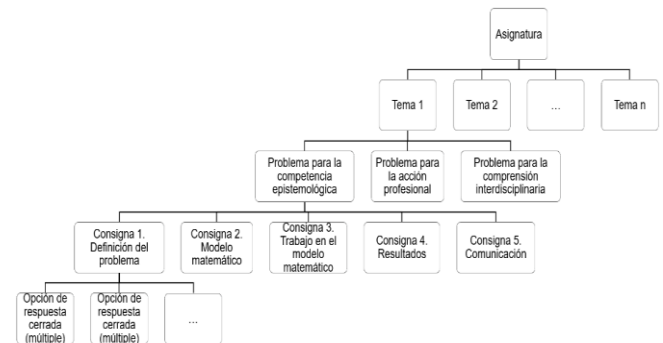 Asignatura
Tema 1
Tema 2
...
Tema n
Problema para la
competencia
epistemológica
Problema para
la acción
profesional
Problema para la
comprensión
interdisciplinaria
Consigna 1.
Definición del
problema
Consigna 2.
Modelo
matemático
Consigna 3.
Trabajo en el
modelo
matemático
Consigna 4.
Resultados
Consigna 5.
Comunicación
Opción de
respuesta
cerrada
(múltiple)
Opción de
respuesta
cerrada
(múltiple)
...